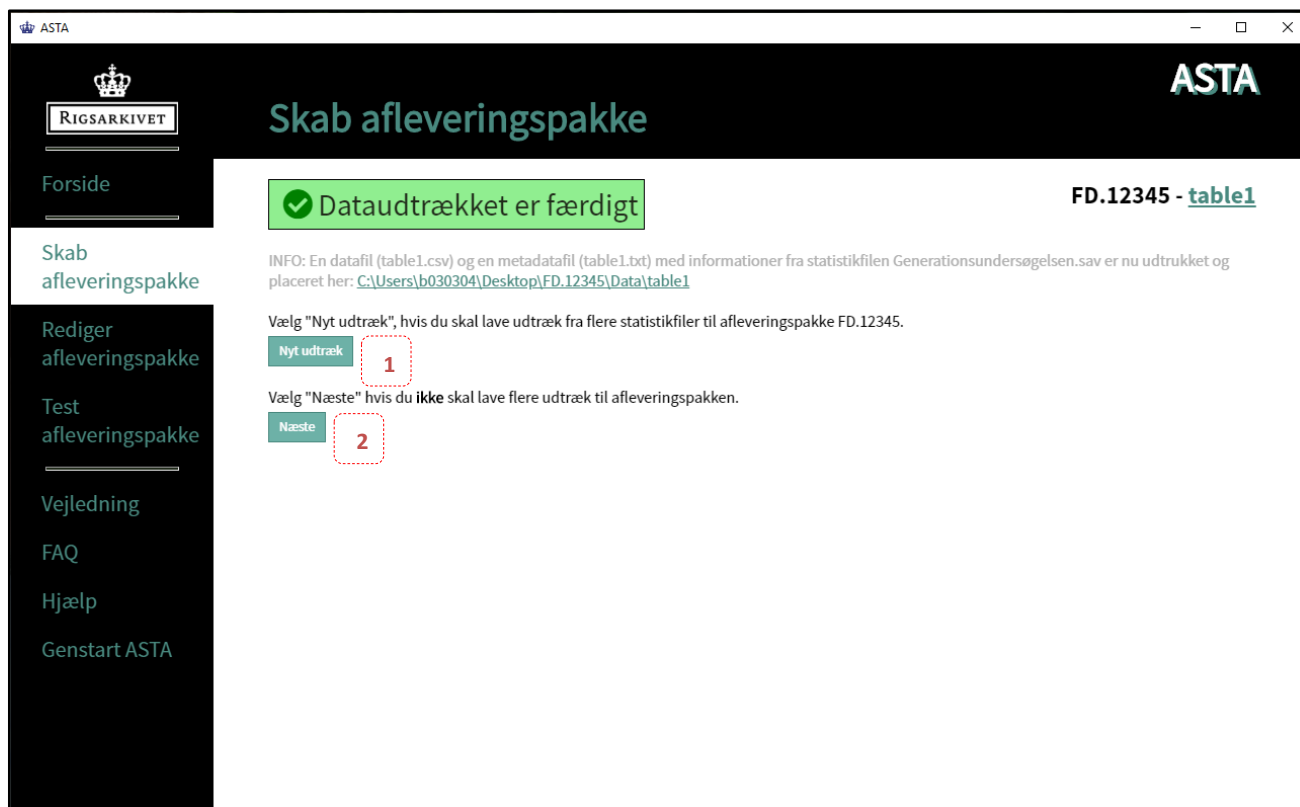 ASTA
RIGSARKIVET
Skab afleveringspakke
ASTA
Forside
Skab
afleveringspakke
Rediger
afleveringspakke
Test
afleveringspakke
Vejledning
FAQ
Hjælp
Genstart ASTA
Dataudtrækket er færdigt
FD.12345 - table1
INFO: En datafil (table1.csv) og en metadatafil (table1.txt) med informationer fra statistikfilen Generationsundersøgelsen.sav er nu udtrukket og
placeret her: C:\Users\b030304\Desktop\FD.12345\Data\table1
Vælg "Nyt udtræk", hvis du skal lave udtræk fra flere statistikfiler til afleveringspakke FD.12345.
Nyt udtræk
1
Vælg "Næste" hvis du ikke skal lave flere udtræk til afleveringspakken.
Næste
2